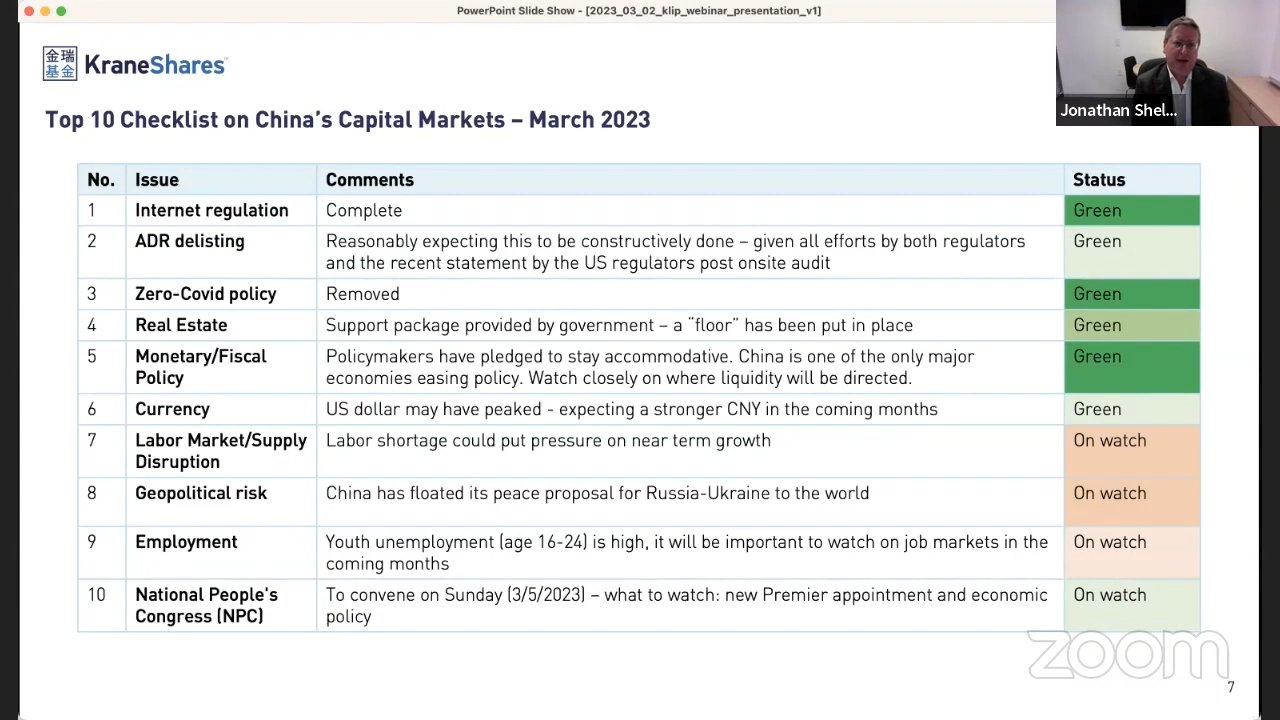 PowerPoint Slide Show - [2023_03_02_klip_webinar_presentation_v1]
金瑞
基金
KraneShares™
Jonathan Shel...
Top 10 Checklist on China's Capital Markets – March 2023
No. Issue Comments Status
1 Internet regulation Complete Green
2 ADR delisting Reasonably expecting this to be constructively done – given all efforts by both regulators Green
and the recent statement by the US regulators post onsite audit
3 Zero-Covid policy Removed Green
4 Real Estate Support package provided by government – a "floor" has been put in place Green
5 Monetary/Fiscal Policymakers have pledged to stay accommodative. China is one of the only major Green
Policy economies easing policy. Watch closely on where liquidity will be directed.
6 Currency US dollar may have peaked - expecting a stronger CNY in the coming months Green
7 Labor Market/Supply Labor shortage could put pressure on near term growth On watch
Disruption
8 Geopolitical risk China has floated its peace proposal for Russia-Ukraine to the world On watch
9 Employment Youth unemployment (age 16-24) is high, it will be important to watch on job markets in the On watch
coming months
10 National People's To convene on Sunday (3/5/2023) – what to watch: new Premier appointment and economic On watch
Congress (NPC) policy
zoom
7